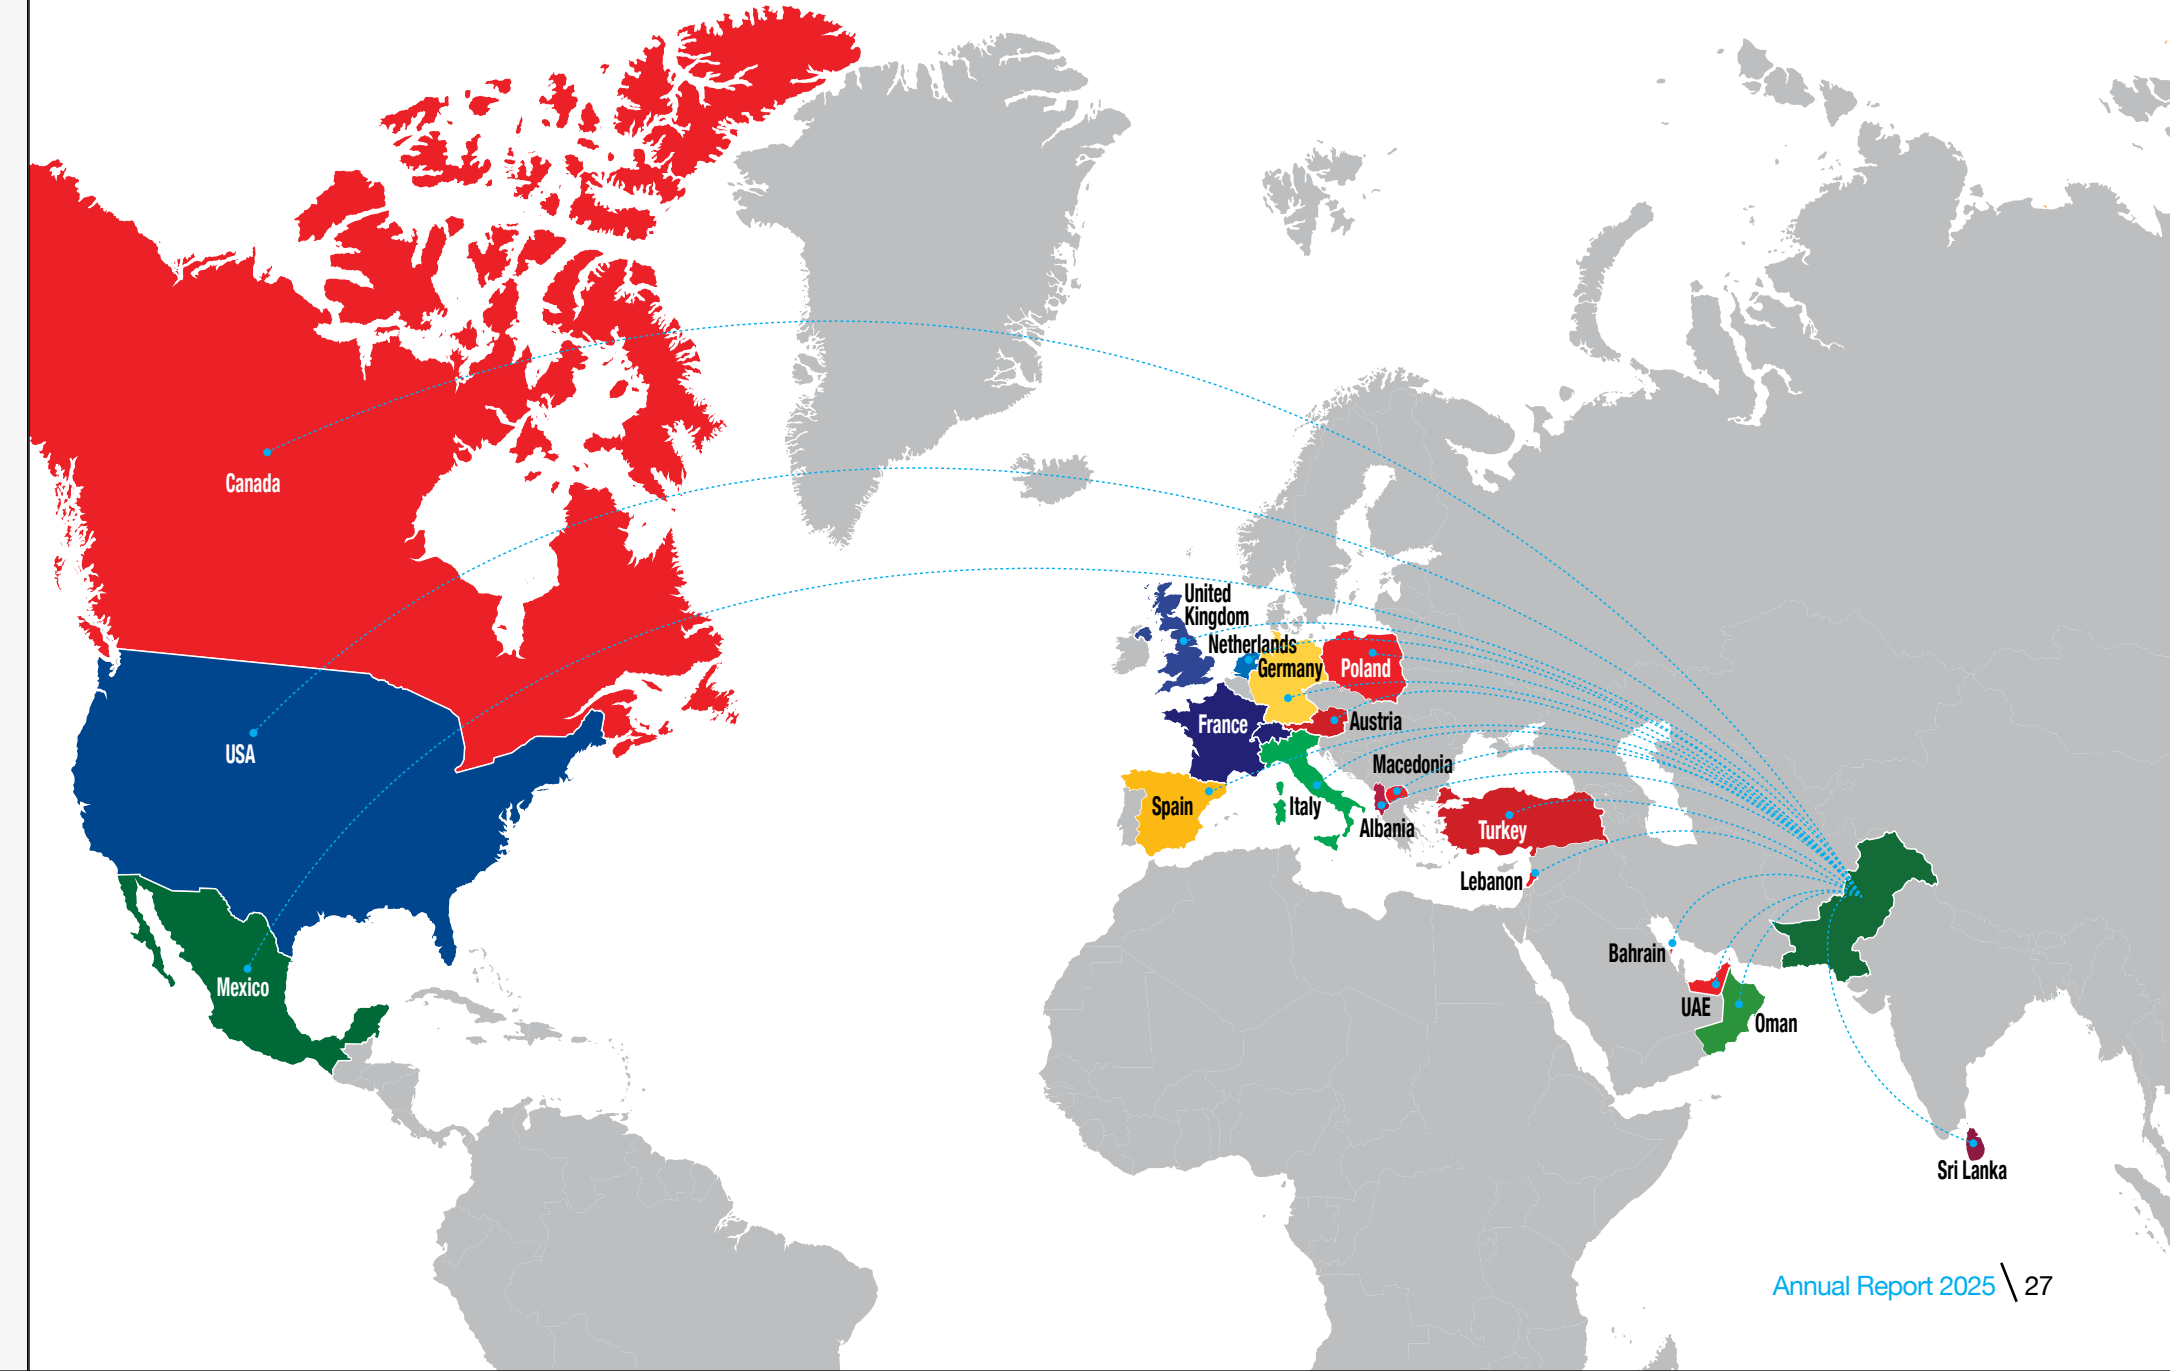 Canada
United
Kingdom
Netherlands
Germany
Poland
France
Austria
USA
Macedonia
Spain
Italy
Albania
Turkey
Lebanon
Bahrain
Mexico
UAE
Oman
Sri Lanka
Annual Report 2025 \ 27